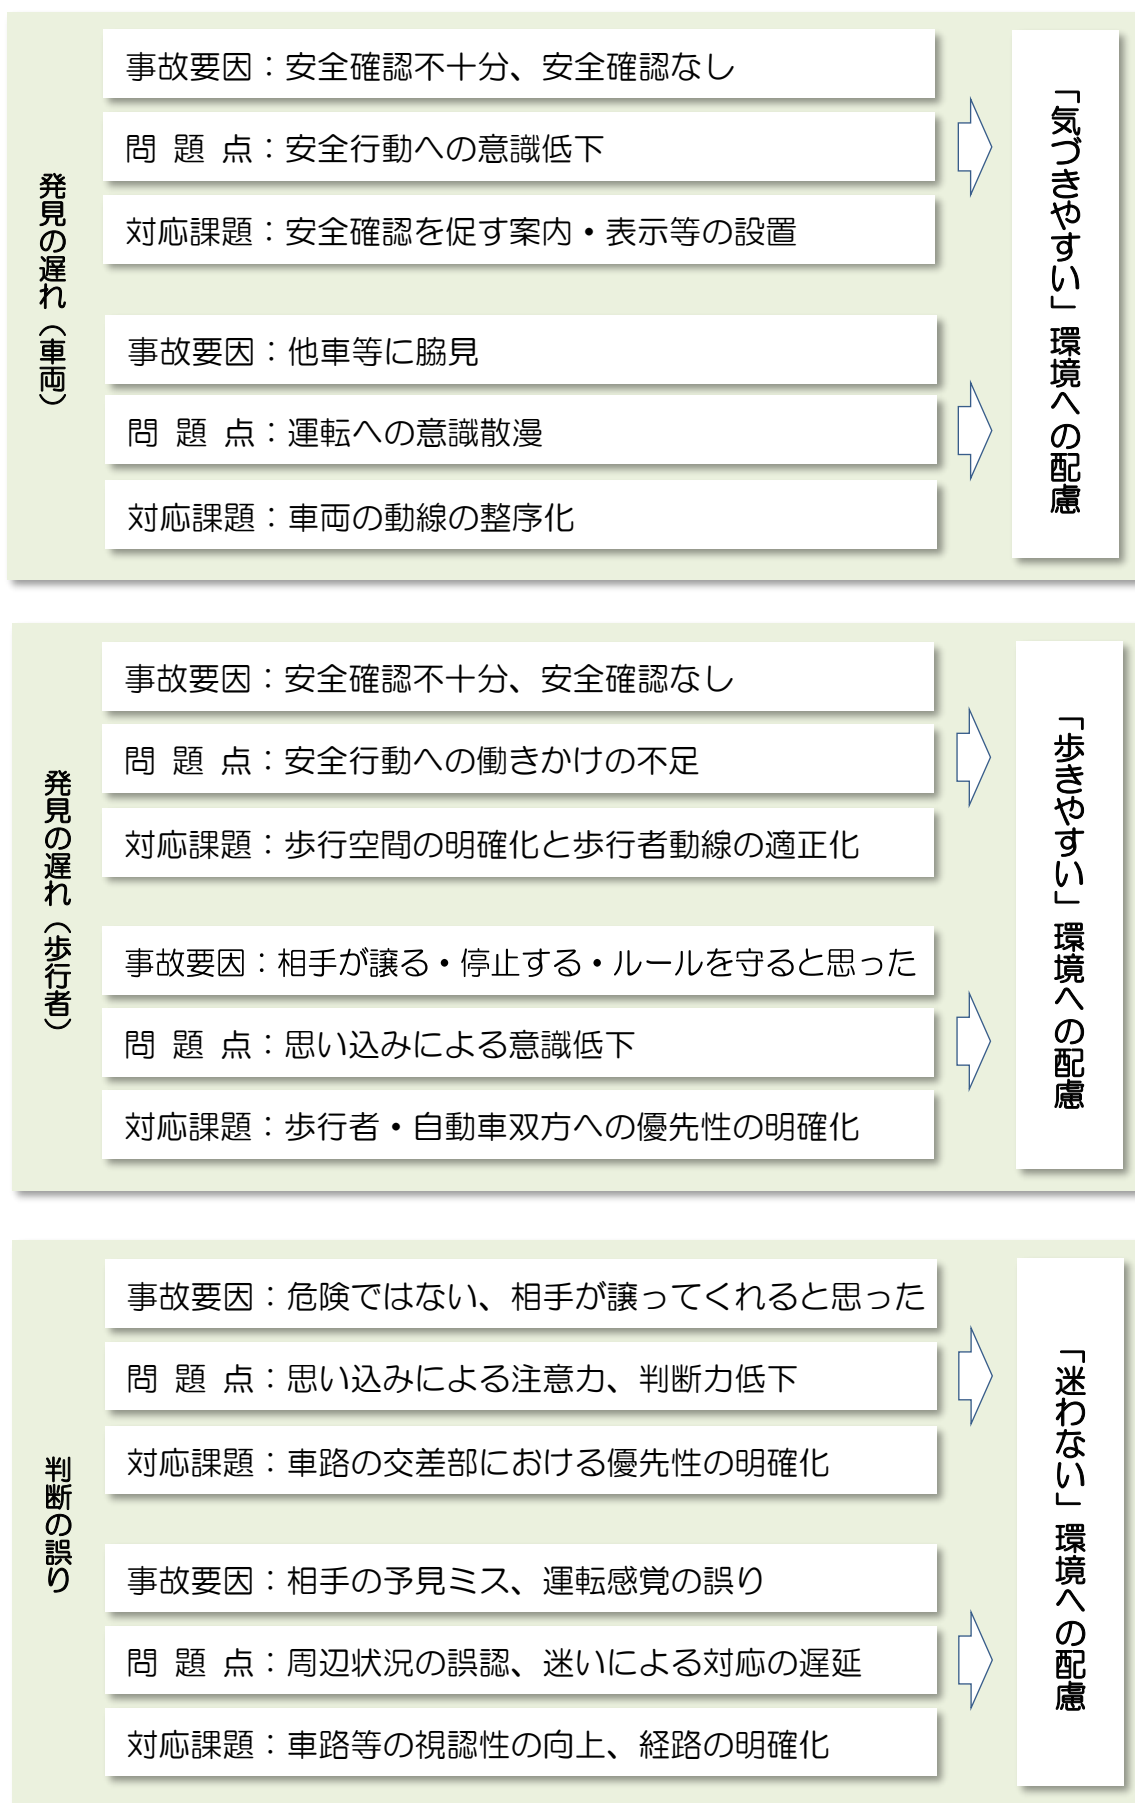 発見の遅れ（車両）
事故要因：安全確認不十分、安全確認なし
問 題 点：安全行動への意識低下
対応課題：安全確認を促す案内・表示等の設置
事故要因：他車等に脇見
問 題 点：運転への意識散漫
対応課題：車両の動線の整序化
「気づきやすい」環境への配慮
発見の遅れ（歩行者）
事故要因：安全確認不十分、安全確認なし
問 題 点：安全行動への働きかけの不足
対応課題：歩行空間の明確化と歩行者動線の適正化
事故要因：相手が譲る・停止する・ルールを守ると思った
問 題 点：思い込みによる意識低下
対応課題：歩行者・自動車双方への優先性の明確化
「歩きやすい」環境への配慮
判断の誤り
事故要因：危険ではない、相手が譲ってくれると思った
問 題 点：思い込みによる注意力、判断力低下
対応課題：車路の交差部における優先性の明確化
事故要因：相手の予見ミス、運転感覚の誤り
問 題 点：周辺状況の誤認、迷いによる対応の遅延
対応課題：車路等の視認性の向上、経路の明確化
「迷わない」環境への配慮